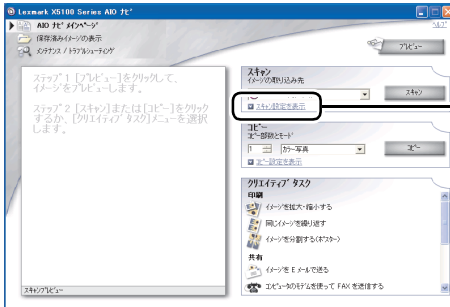 Lexmark X5100 Series AIO ナビ
AIO ナビ メインページ
保存済みイメージの表示
メンテナンス / トラブルシューティング
ヘルプ
プレビュー
ステップ 1 [プレビュー]をクリックして、
イメージをプレビューします。
ステップ 2 [スキャン]または[コピー]をクリック
するか、[クリエイティブ タスク]メニューを選択
します。
スキャン/プレビュー
スキャン
イメージの取り込み先
スキャン
スキャン設定を表示
コピー
コピー部数とモード
1
カラー写真
コピー
コピー設定を表示
クリエイティブ タスク
印刷
イメージを拡大・縮小する
同じイメージを繰り返す
イメージを分割する(ポスター)
共有
イメージを E メールで送る
コンピュータのモデムを使って FAX を送信する